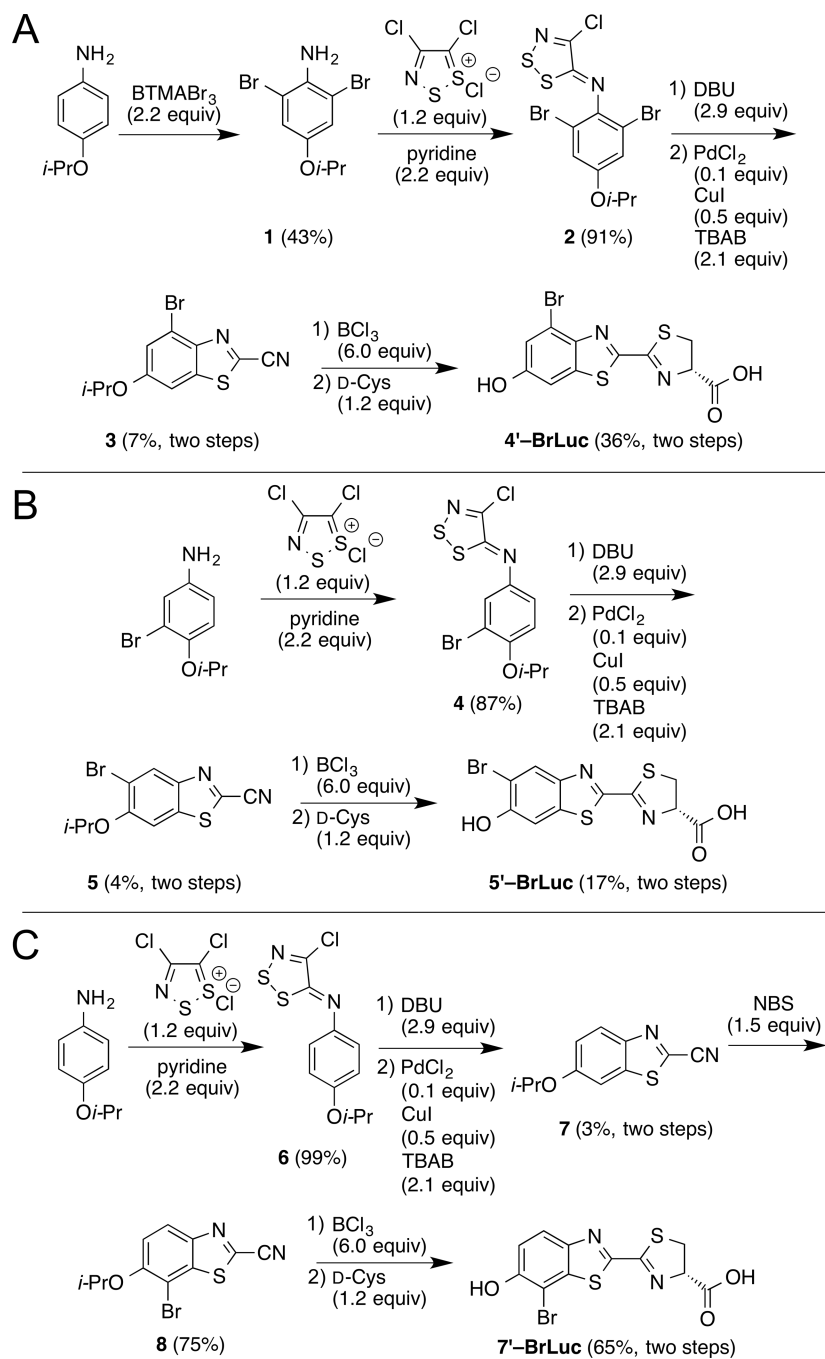 A
NH2
i-PrO
BTMABr3
(2.2 equiv)
NH2
Br
Br
Oi-Pr
1 (43%)
Cl
Cl
N
S
S
⊕
Cl
⊖
(1.2 equiv)
pyridine
(2.2 equiv)
Cl
N
S
S
N
Br
Br
Oi-Pr
2 (91%)
1) DBU
(2.9 equiv)
2) PdCl2
(0.1 equiv)
CuI
(0.5 equiv)
TBAB
(2.1 equiv)
Br
N
CN
S
i-PrO
3 (7%, two steps)
1) BCl3
(6.0 equiv)
2) D-Cys
(1.2 equiv)
Br
N
S
S
N
HO
OH
O
4'–BrLuc (36%, two steps)
B
NH2
Br
Oi-Pr
Cl
Cl
N
S
S
⊕
Cl
⊖
(1.2 equiv)
pyridine
(2.2 equiv)
Cl
N
S
S
N
Br
Oi-Pr
4 (87%)
1) DBU
(2.9 equiv)
2) PdCl2
(0.1 equiv)
CuI
(0.5 equiv)
TBAB
(2.1 equiv)
Br
N
CN
S
i-PrO
5 (4%, two steps)
1) BCl3
(6.0 equiv)
2) D-Cys
(1.2 equiv)
Br
N
S
S
N
HO
OH
O
5'–BrLuc (17%, two steps)
C
NH2
Oi-Pr
Cl
Cl
N
S
S
⊕
Cl
⊖
(1.2 equiv)
pyridine
(2.2 equiv)
Cl
N
S
S
N
Oi-Pr
6 (99%)
1) DBU
(2.9 equiv)
2) PdCl2
(0.1 equiv)
CuI
(0.5 equiv)
TBAB
(2.1 equiv)
N
CN
S
i-PrO
7 (3%, two steps)
NBS
(1.5 equiv)
N
CN
S
i-PrO
Br
8 (75%)
1) BCl3
(6.0 equiv)
2) D-Cys
(1.2 equiv)
N
S
S
N
HO
Br
OH
O
7'–BrLuc (65%, two steps)